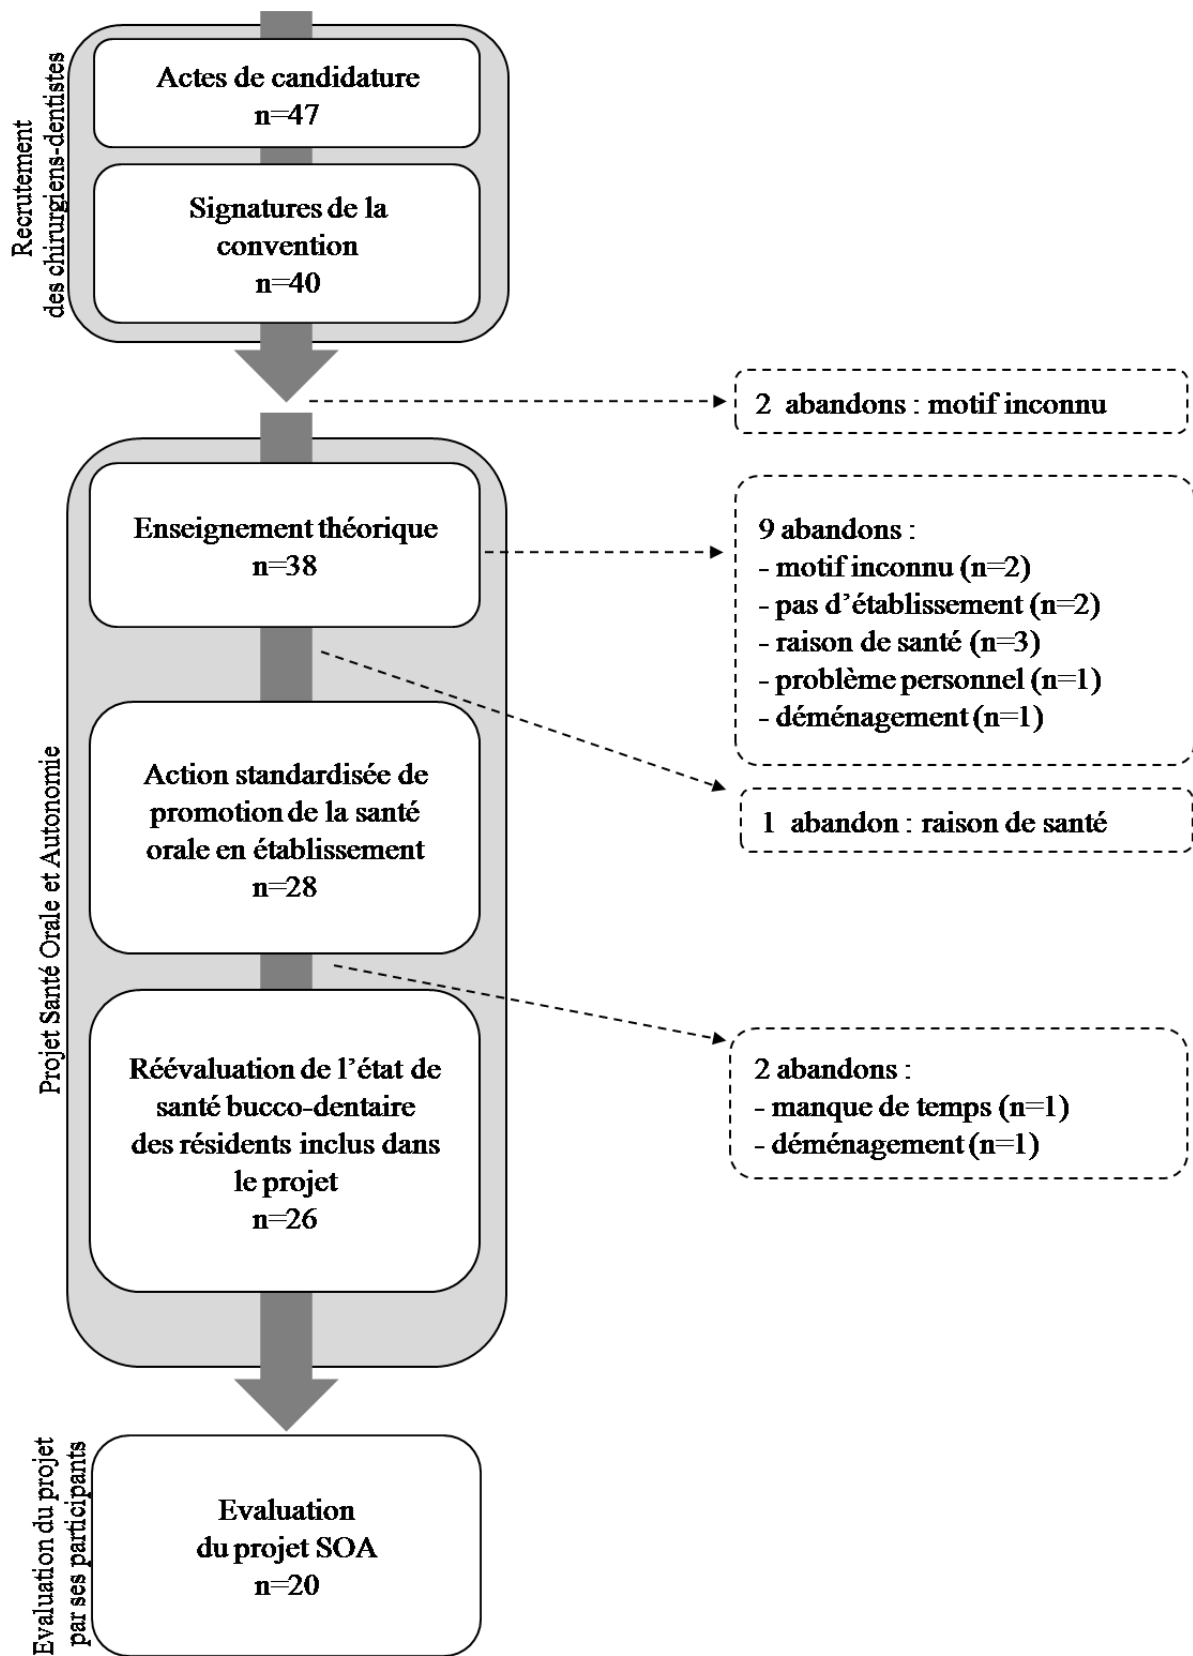 Recrutement
des chirurgiens-dentistes
Actes de candidature
n=47
Signatures de la
convention
n=40
2 abandons : motif inconnu
Projet Santé Orale et Autonomie
Enseignement théorique
n=38
9 abandons :
- motif inconnu (n=2)
- pas d’établissement (n=2)
- raison de santé (n=3)
- problème personnel (n=1)
- déménagement (n=1)
1 abandon : raison de santé
Action standardisée de
promotion de la santé
orale en établissement
n=28
2 abandons :
- manque de temps (n=1)
- déménagement (n=1)
Réévaluation de l’état de
santé bucco-dentaire
des résidents inclus dans
le projet
n=26
Evaluation du projet
par ses participants
Evaluation
du projet SOA
n=20